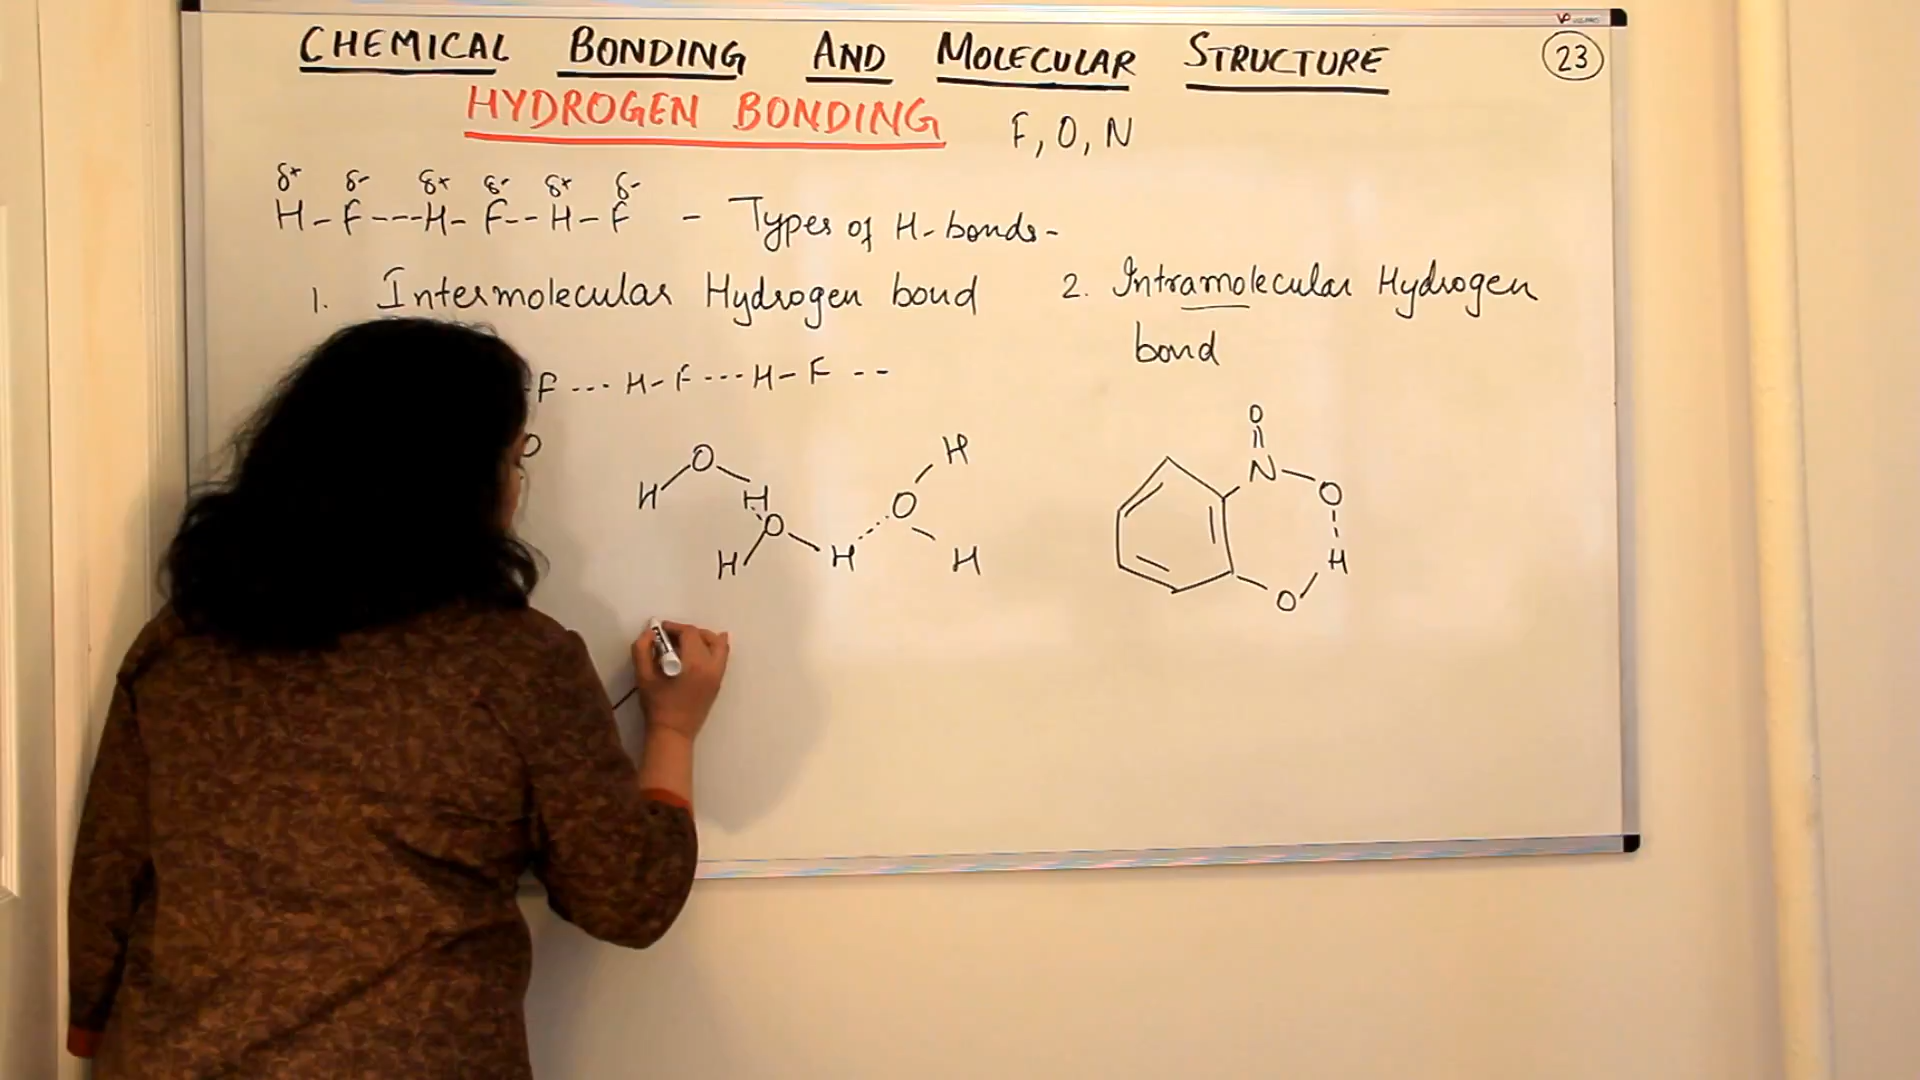 CHEMICAL BONDING AND MOLECULAR STRUCTURE 23
HYDROGEN BONDING F, O, N
δ+ δ- δ+ δ- δ+ δ-
H-F---H-F--H-F - Types of H-bonds-
1. Intermolecular Hydrogen bond
2. Intramolecular Hydrogen
bond
F --- H-F --- H-F --
O
H O H
H O H
O H H
O
N O
H
O